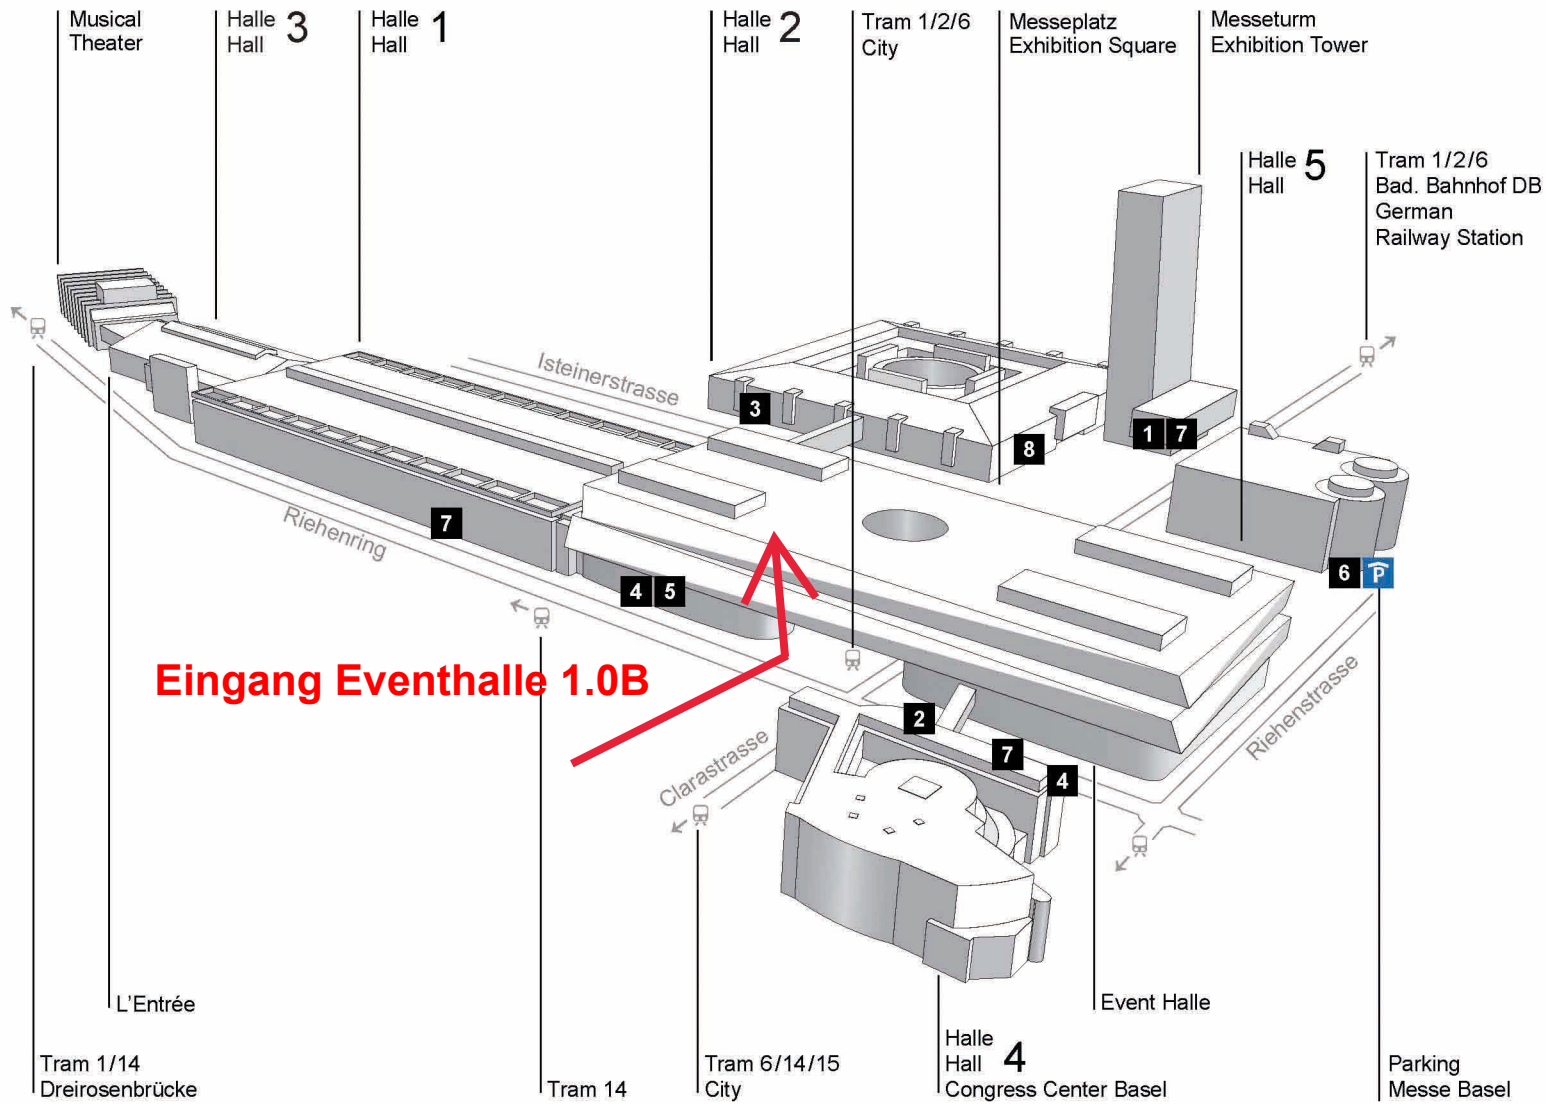 Musical
Theater
Halle
Hall 3
Halle
Hall 1
Halle
Hall 2
Tram 1/2/6
City
Messeplatz
Exhibition Square
Messeturm
Exhibition Tower
Halle
Hall 5
Tram 1/2/6
Bad. Bahnhof DB
German
Railway Station
Isteinerstrasse
3
8
1 7
Riehenring
7
4 5
6 P
Eingang Eventhalle 1.0B
Riehenstrasse
Clarastrasse
2
7
4
L'Entrée
Event Halle
Tram 1/14
Dreirosenbrücke
Tram 14
Tram 6/14/15
City
Halle
Hall 4
Congress Center Basel
Parking
Messe Basel